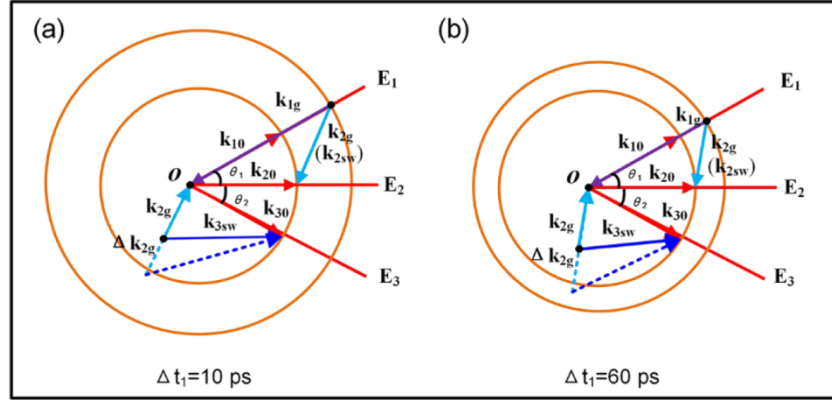 (a)
E₁
k₁g
k₁₀
k₂g
(k₂sw)
O
θ₁
k₂₀
E₂
θ₂
k₂g
k₃₀
k₃sw
Δ k₂g
E₃
Δ t₁=10 ps
(b)
E₁
k₁g
k₁₀
k₂g
(k₂sw)
O
θ₁
k₂₀
E₂
θ₂
k₂g
k₃₀
k₃sw
Δ k₂g
E₃
Δ t₁=60 ps